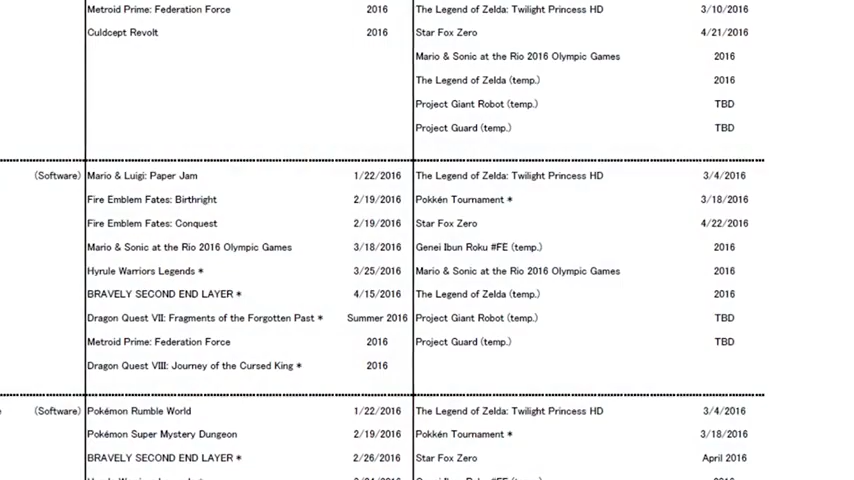 Metroid Prime: Federation Force 2016 The Legend of Zelda: Twilight Princess HD 3/10/2016
Culdcept Revolt 2016 Star Fox Zero 4/21/2016
Mario & Sonic at the Rio 2016 Olympic Games 2016
The Legend of Zelda (temp.) 2016
Project Giant Robot (temp.) TBD
Project Guard (temp.) TBD
(Software) Mario & Luigi: Paper Jam 1/22/2016 The Legend of Zelda: Twilight Princess HD 3/4/2016
Fire Emblem Fates: Birthright 2/19/2016 Pokkén Tournament * 3/18/2016
Fire Emblem Fates: Conquest 2/19/2016 Star Fox Zero 4/22/2016
Mario & Sonic at the Rio 2016 Olympic Games 3/18/2016 Genei Ibun Roku #FE (temp.) 2016
Hyrule Warriors Legends * 3/25/2016 Mario & Sonic at the Rio 2016 Olympic Games 2016
BRAVELY SECOND END LAYER * 4/15/2016 The Legend of Zelda (temp.) 2016
Dragon Quest VII: Fragments of the Forgotten Past * Summer 2016 Project Giant Robot (temp.) TBD
Metroid Prime: Federation Force 2016 Project Guard (temp.) TBD
Dragon Quest VIII: Journey of the Cursed King * 2016
(Software) Pokémon Rumble World 1/22/2016 The Legend of Zelda: Twilight Princess HD 3/4/2016
Pokémon Super Mystery Dungeon 2/19/2016 Pokkén Tournament * 3/18/2016
BRAVELY SECOND END LAYER * 2/26/2016 Star Fox Zero April 2016